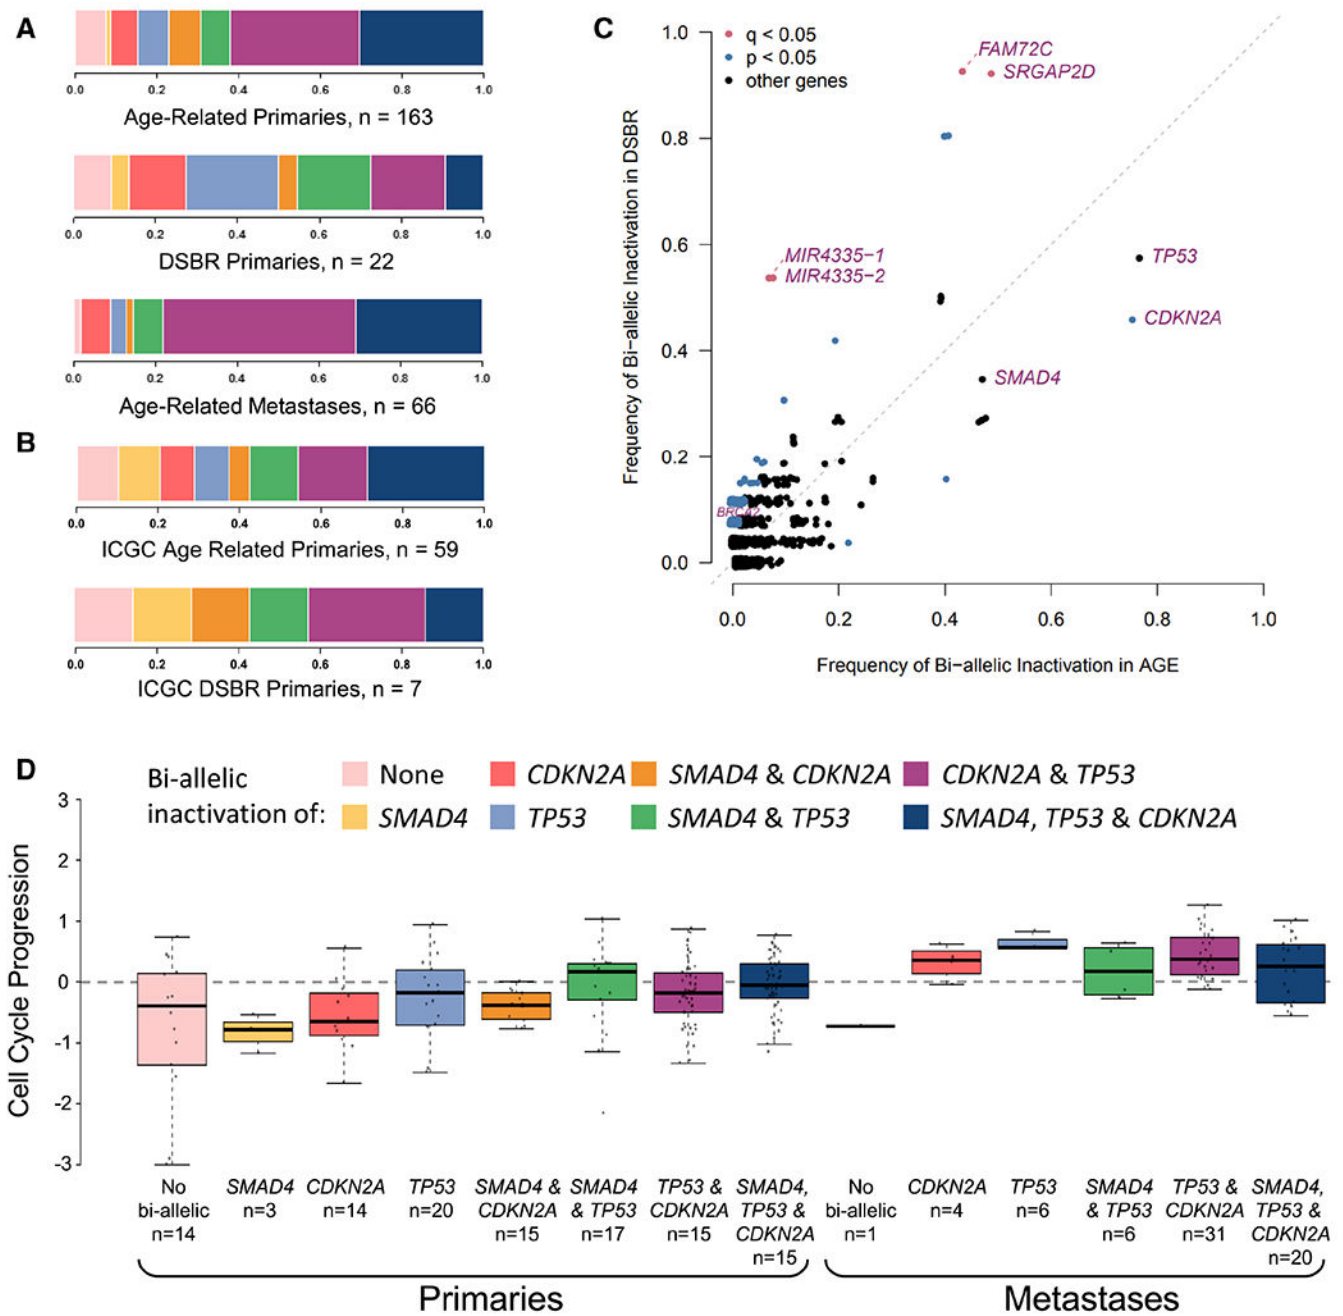 A
0.0 0.2 0.4 0.6 0.8 1.0
Age-Related Primaries, n = 163
0.0 0.2 0.4 0.6 0.8 1.0
DSBR Primaries, n = 22
0.0 0.2 0.4 0.6 0.8 1.0
Age-Related Metastases, n = 66
B
0.0 0.2 0.4 0.6 0.8 1.0
ICGC Age Related Primaries, n = 59
0.0 0.2 0.4 0.6 0.8 1.0
ICGC DSBR Primaries, n = 7
C
Frequency of Bi-allelic Inactivation in DSBR
1.0
0.8
0.6
0.4
0.2
0.0
q < 0.05
p < 0.05
other genes
FAM72C
SRGAP2D
MIR4335-1
MIR4335-2
TP53
CDKN2A
SMAD4
BRCA2
0.0 0.2 0.4 0.6 0.8 1.0
Frequency of Bi-allelic Inactivation in AGE
D
Bi-allelic
inactivation of:
None
CDKN2A
SMAD4 & CDKN2A
CDKN2A & TP53
SMAD4
TP53
SMAD4 & TP53
SMAD4, TP53 & CDKN2A
Cell Cycle Progression
3
2
1
0
-1
-2
-3
No
bi-allelic
n=14
SMAD4
n=3
CDKN2A
n=14
TP53
n=20
SMAD4 &
CDKN2A
n=15
SMAD4
& TP53
n=17
TP53 &
CDKN2A
n=15
SMAD4,
TP53 &
CDKN2A
n=15
No
bi-allelic
n=1
CDKN2A
n=4
TP53
n=6
SMAD4
& TP53
n=6
TP53 &
CDKN2A
n=31
SMAD4,
TP53 &
CDKN2A
n=20
Primaries
Metastases